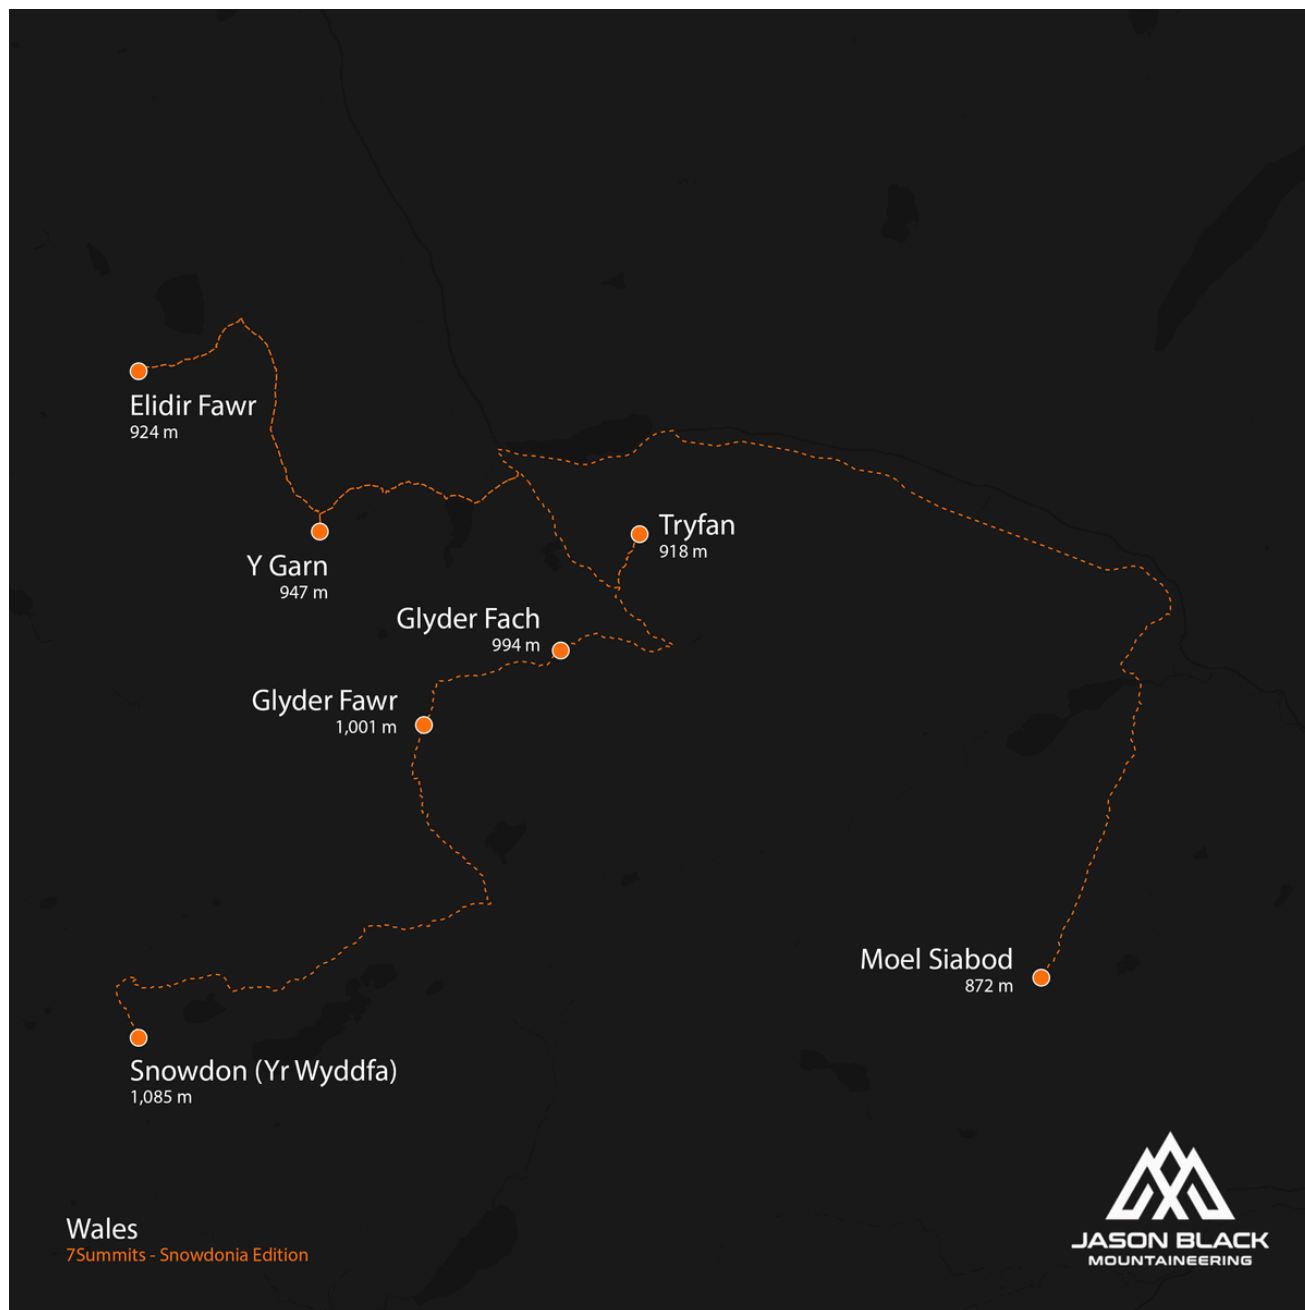 Elidir Fawr
924 m
Tryfan
918 m
Y Garn
947 m
Glyder Fach
994 m
Glyder Fawr
1,001 m
Moel Siabod
872 m
Snowdon (Yr Wyddfa)
1,085 m
Wales
7Summits - Snowdonia Edition
JASON BLACK
MOUNTAINEERING